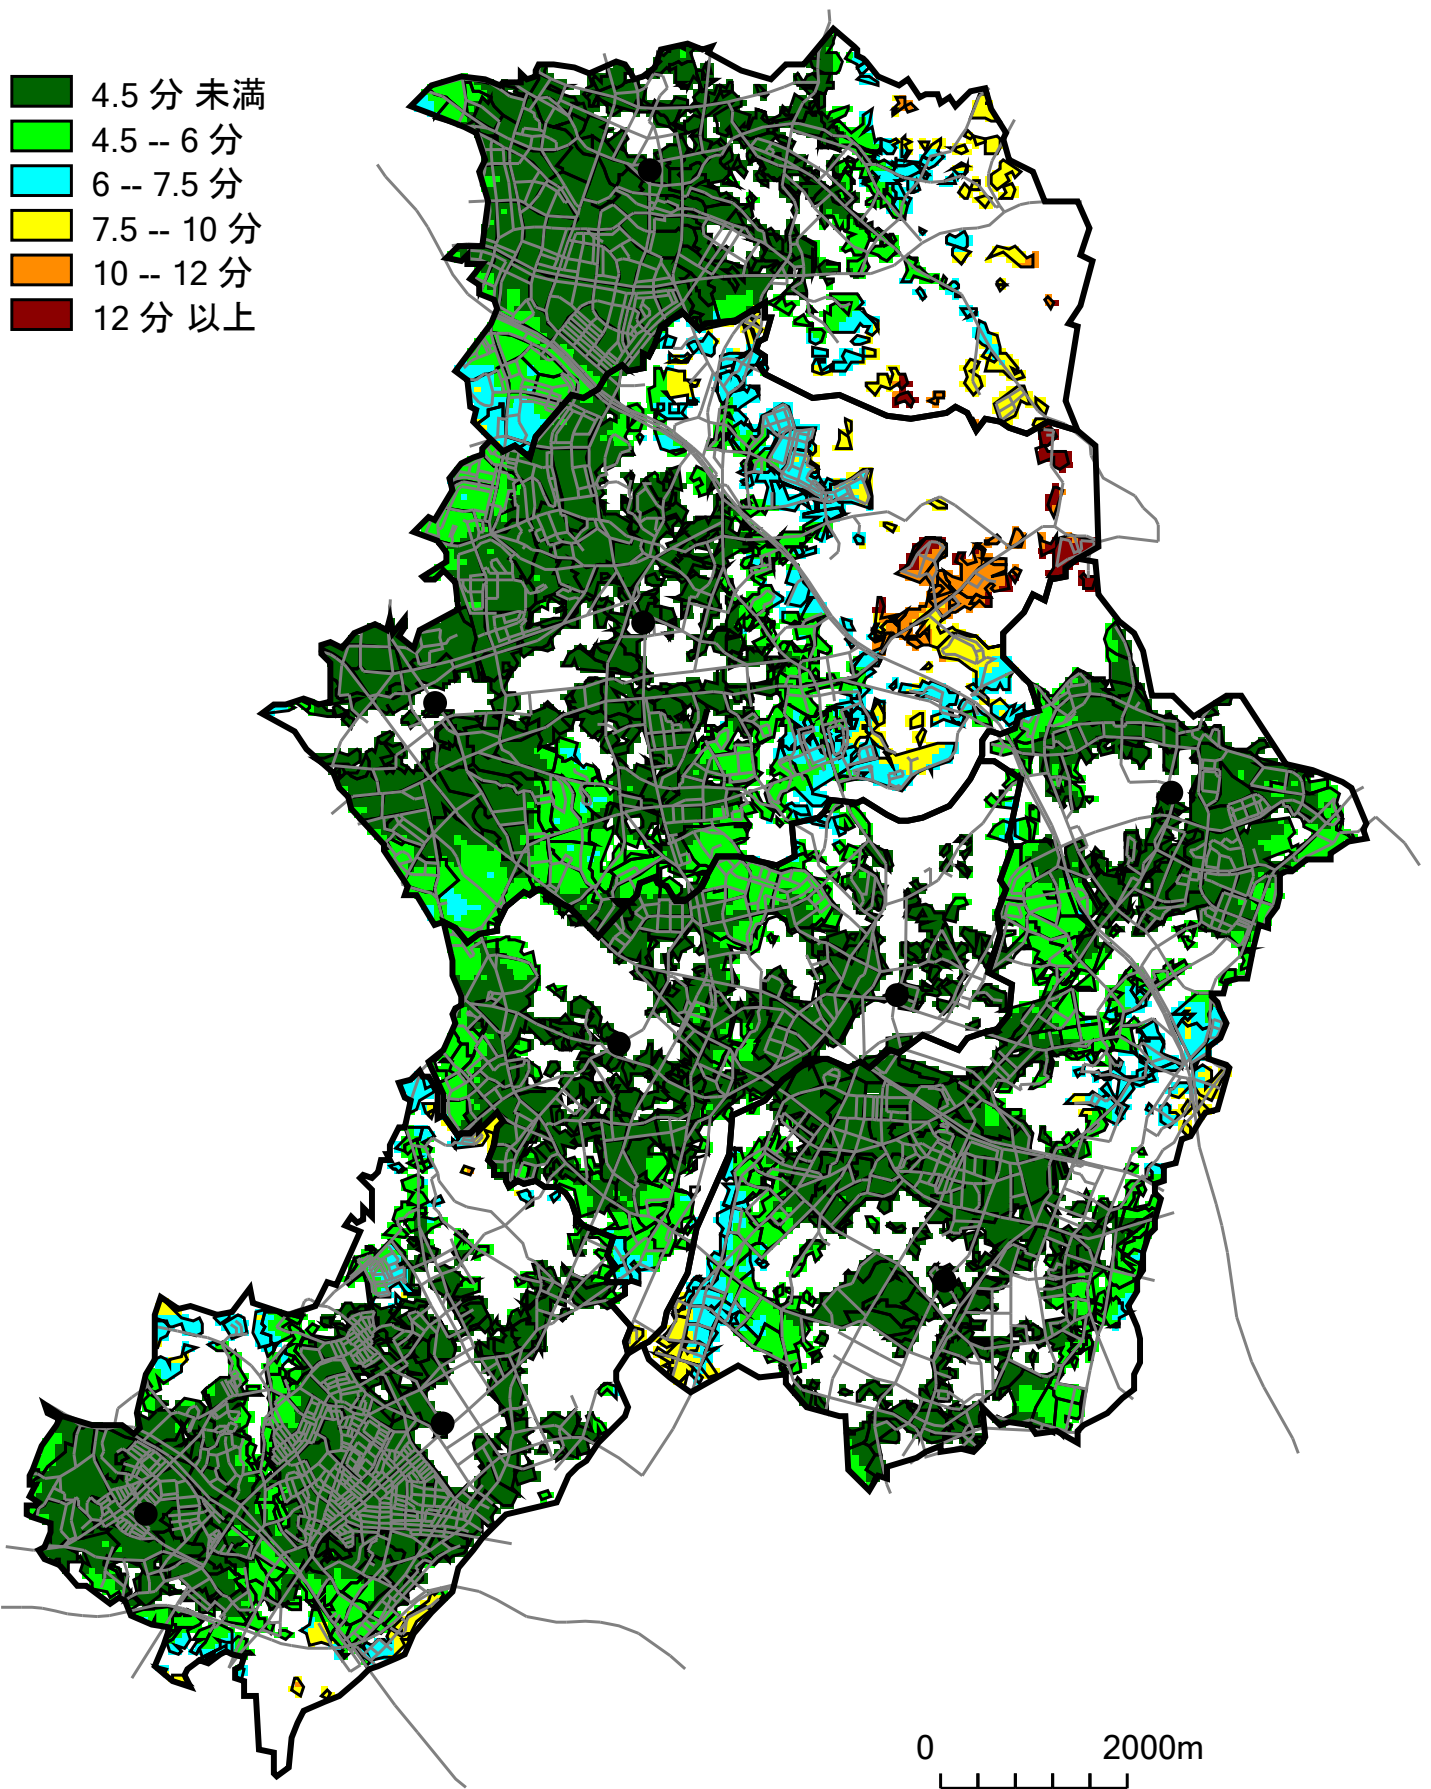 4.5 分 未満
4.5 -- 6 分
6 -- 7.5 分
7.5 -- 10 分
10 -- 12 分
12 分 以上
0 2000m